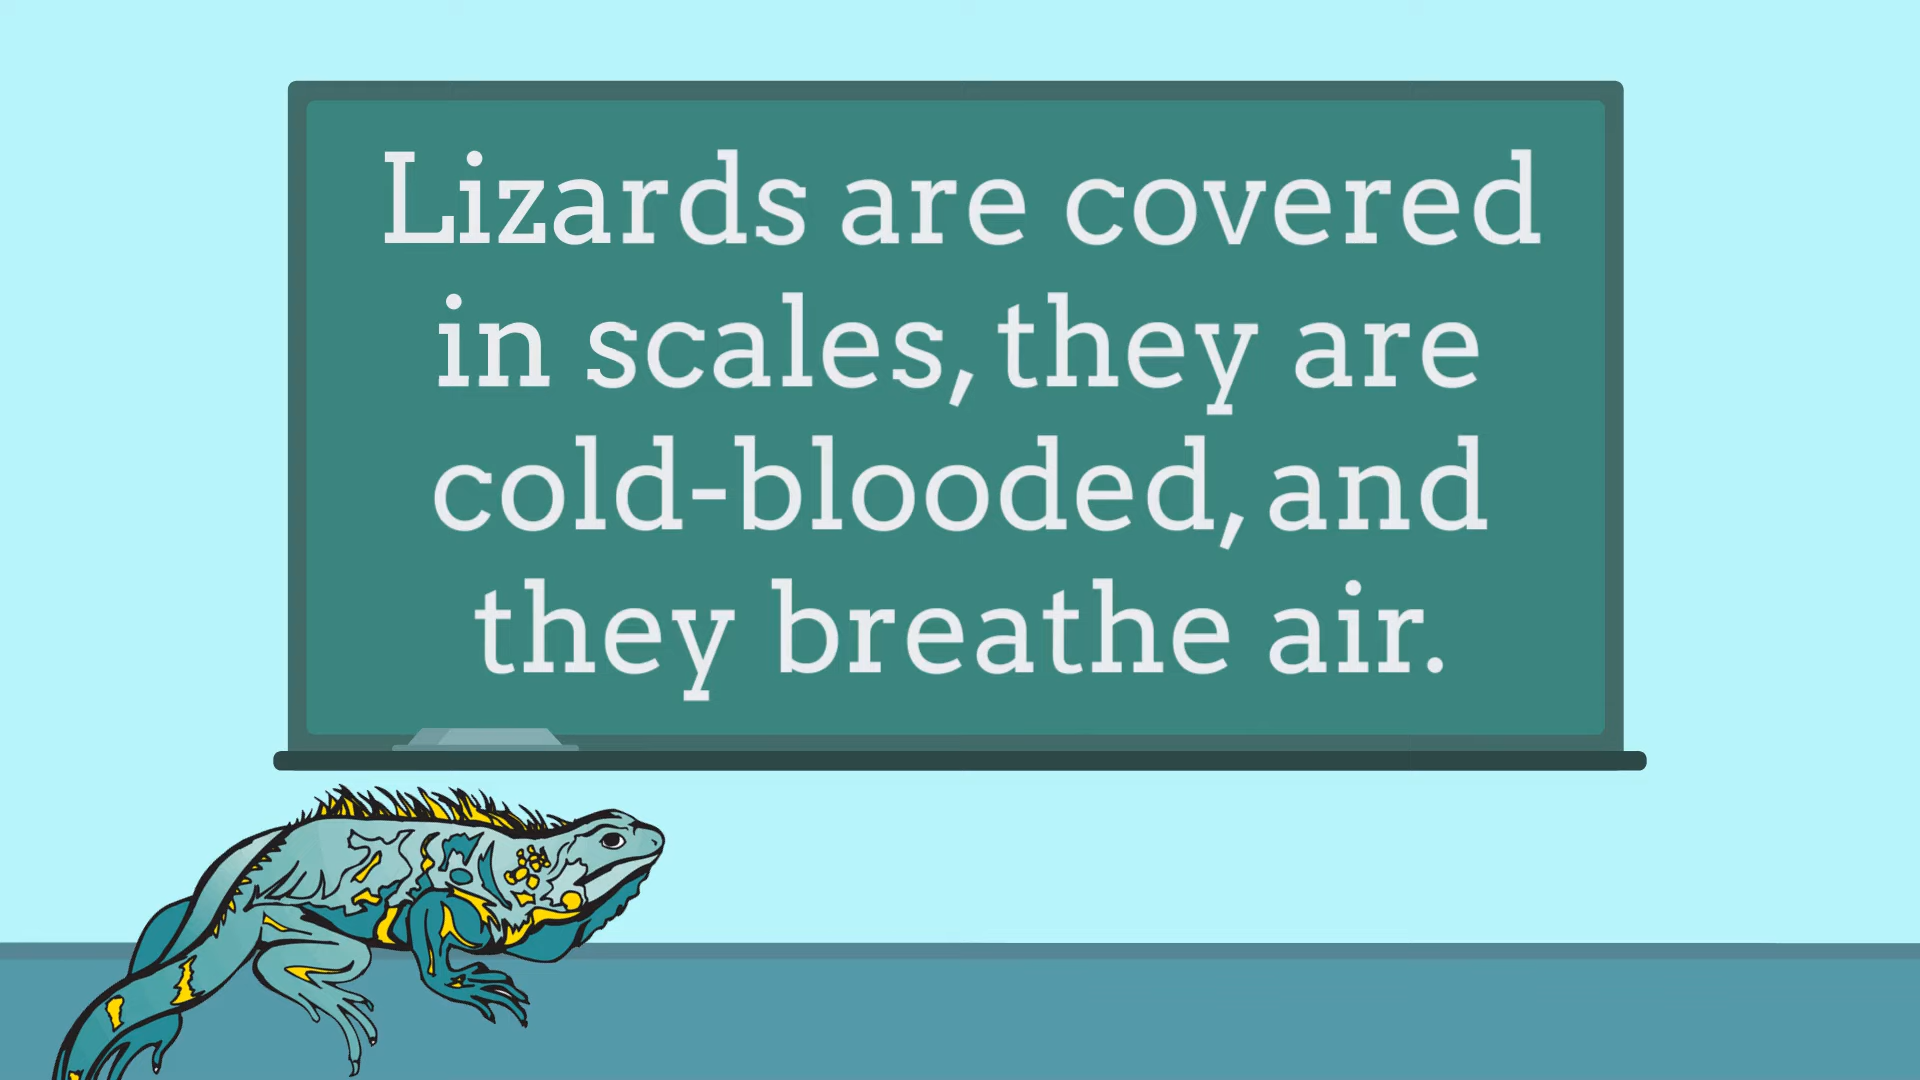 Lizards are covered
in scales, they are
cold-blooded, and
they breathe air.